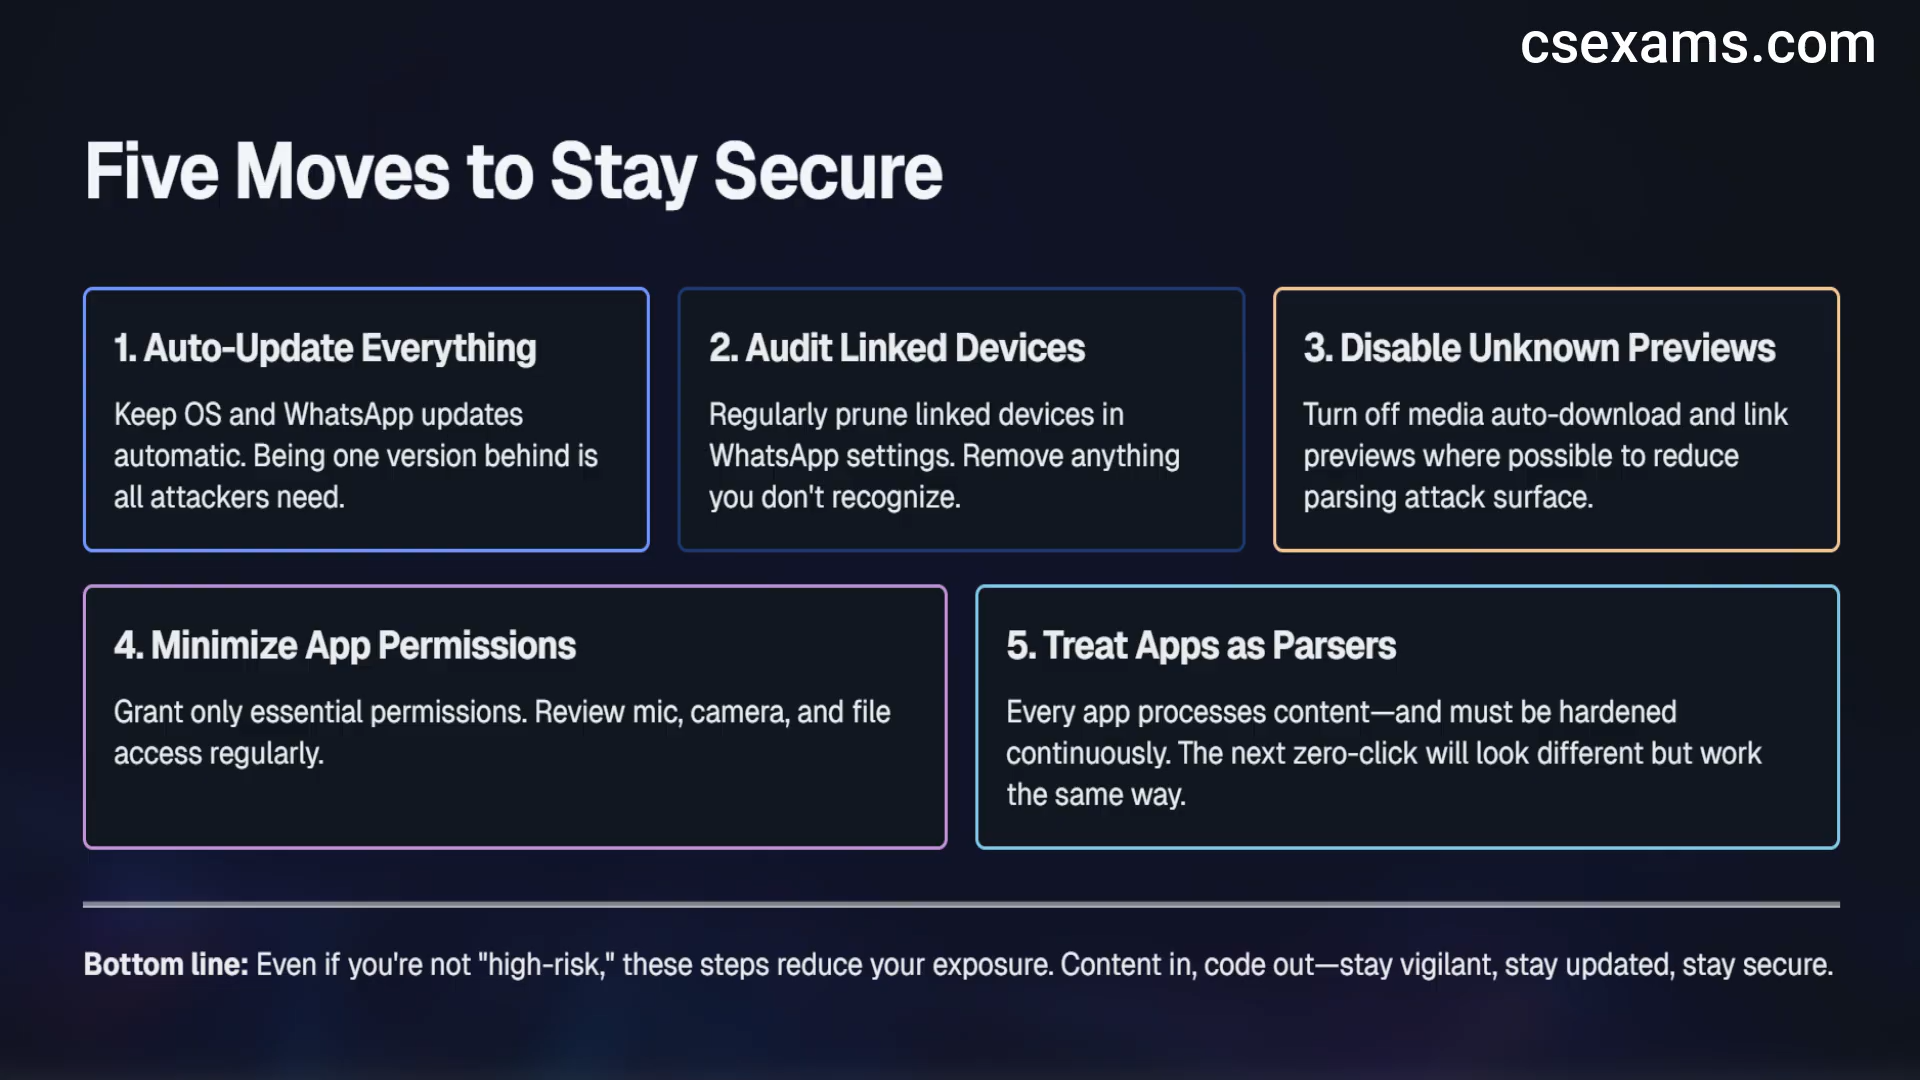 csexams.com
Five Moves to Stay Secure
1. Auto-Update Everything
Keep OS and WhatsApp updates
automatic. Being one version behind is
all attackers need.
2. Audit Linked Devices
Regularly prune linked devices in
WhatsApp settings. Remove anything
you don't recognize.
3. Disable Unknown Previews
Turn off media auto-download and link
previews where possible to reduce
parsing attack surface.
4. Minimize App Permissions
Grant only essential permissions. Review mic, camera, and file
access regularly.
5. Treat Apps as Parsers
Every app processes content—and must be hardened
continuously. The next zero-click will look different but work
the same way.
Bottom line: Even if you're not "high-risk," these steps reduce your exposure. Content in, code out—stay vigilant, stay updated, stay secure.